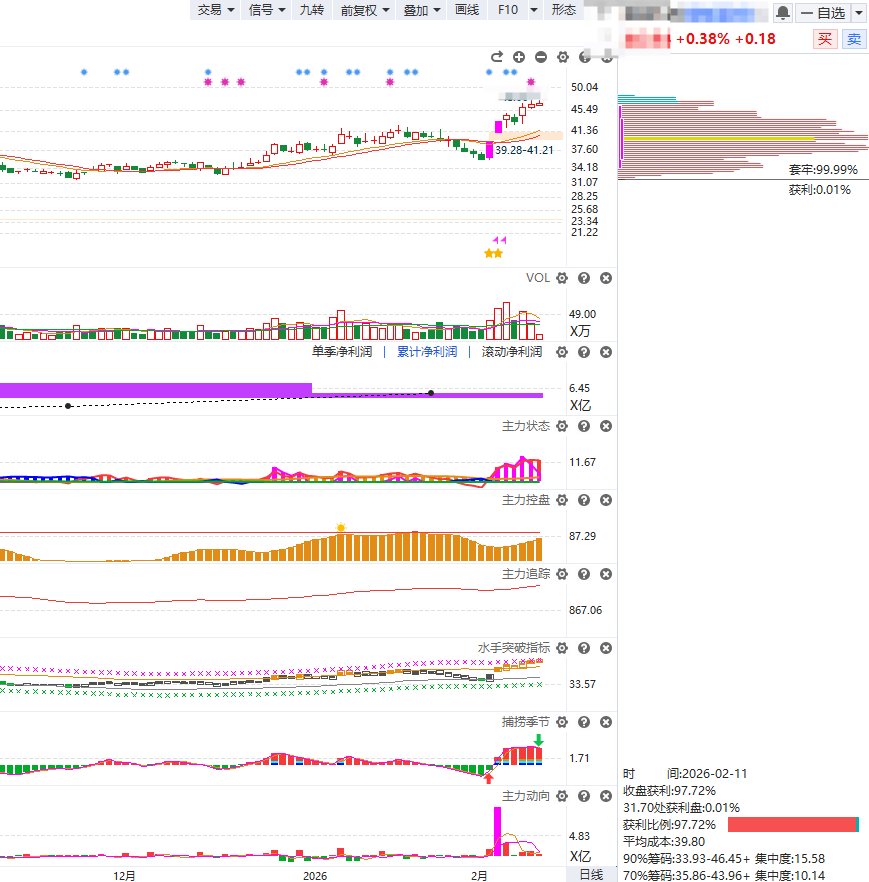 交易 信号 九转 前复权 叠加 画线 F10 形态 自选
+0.38% +0.18 买 卖
50.04
45.49
41.36
37.60
39.28-41.21
34.18
31.07
28.25
25.68
23.34
21.22
套牢:99.99%
获利:0.01%
VOL
49.00
X万
单季净利润 | 累计净利润 | 滚动净利润
6.45
X亿
主力状态
11.67
主力控盘
87.29
主力追踪
867.06
水手突破指标
33.57
捕捞季节
1.71
主力动向
4.83
X亿
12月 2026 2月 日线
时 间:2026-02-11
收盘获利:97.72%
31.70处获利盘:0.01%
获利比例:97.72%
平均成本:39.80
90%筹码:33.93-46.45+ 集中度:15.58
70%筹码:35.86-43.96+ 集中度:10.14